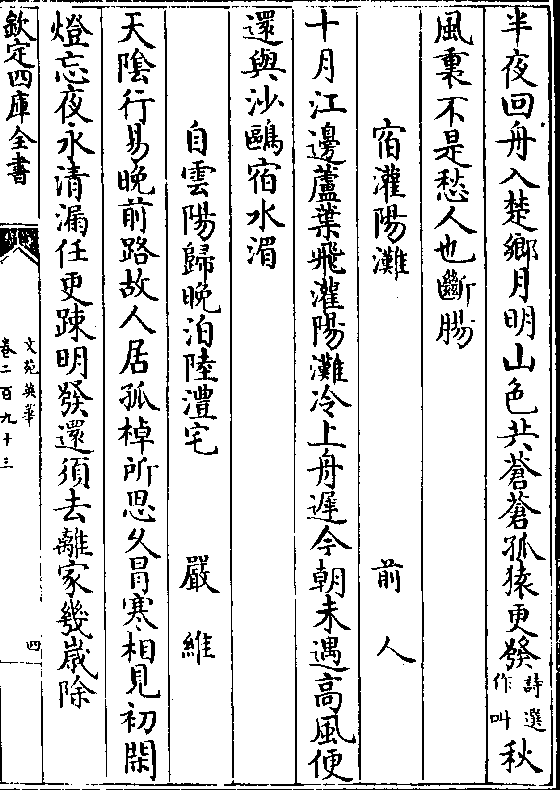 半夜回舟入楚鄉月明山色共蒼蒼孤猿更發詩選作叫秋
風裏不是愁人也斷腸
宿灌陽灘 前人
十月江邊蘆葉飛灌陽灘冷上舟遲今朝未遇高風便
還與沙鷗宿水湄
自雲陽歸晚泊陸澧宅 嚴維
天隂行易晚前路故人居孤棹所思久冒寒相見初閑
燈忘夜永清漏任更踈明發還須去離家幾歲除
欽定四庫全書
文苑英華
卷二百九十三
四